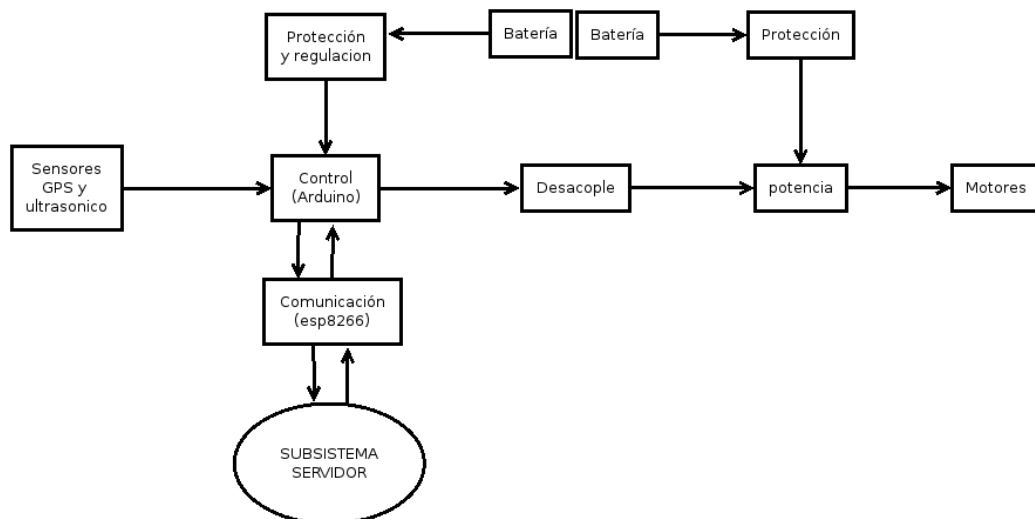 Protección
y regulacion
Batería
Batería
Protección
Sensores
GPS y
ultrasonico
Control
(Arduino)
Desacople
potencia
Motores
Comunicación
(esp8266)
SUBSISTEMA
SERVIDOR